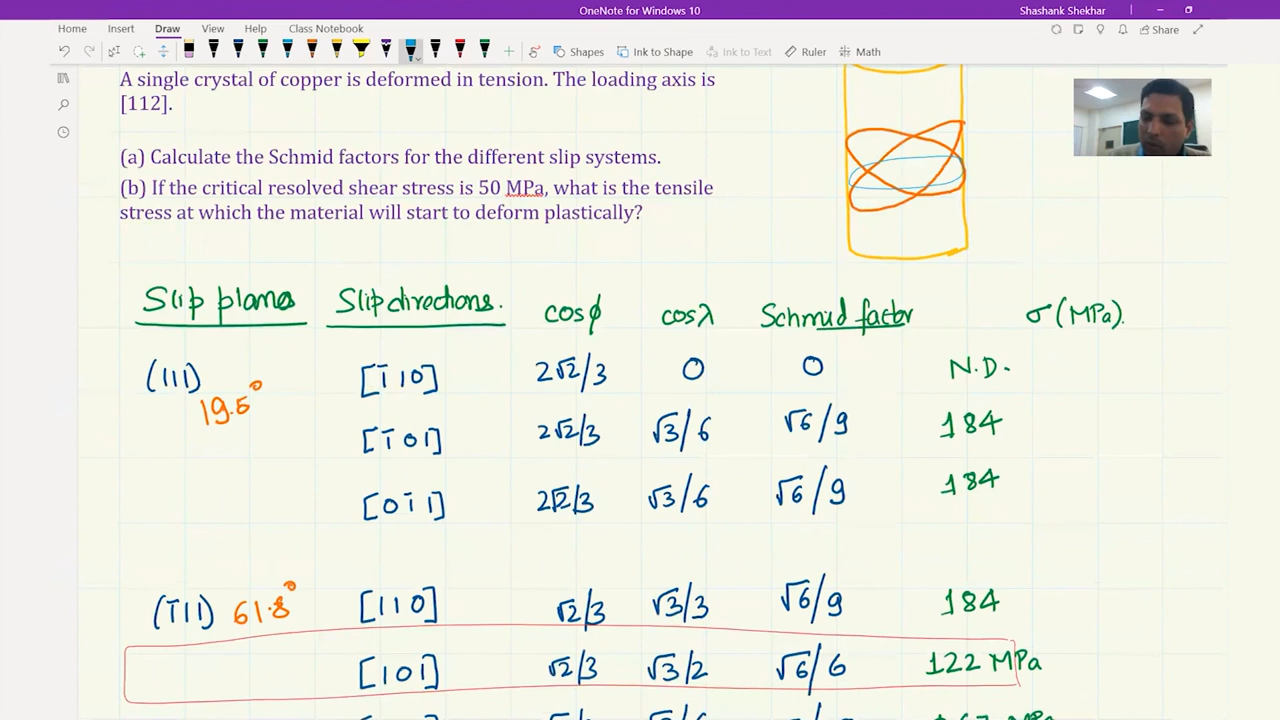 OneNote for Windows 10
Shashank Shekhar
Home Insert Draw View Help Class Notebook
Share
Shapes Ink to Shape Ink to Text Ruler Math
A single crystal of copper is deformed in tension. The loading axis is
[112].
(a) Calculate the Schmid factors for the different slip systems.
(b) If the critical resolved shear stress is 50 MPa, what is the tensile
stress at which the material will start to deform plastically?
Slip plane Slip directions. cosϕ cosλ Schmid factor σ (MPa).
(111) [1̅10] 2√2/3 0 0 N.D.
19.5°
[1̅01] 2√2/3 √3/6 √6/9 184
[01̅1] 2√2/3 √3/6 √6/9 184
(1̅11) 61.8° [110] √2/3 √3/3 √6/9 184
[101] √2/3 √3/2 √6/6 122 MPa